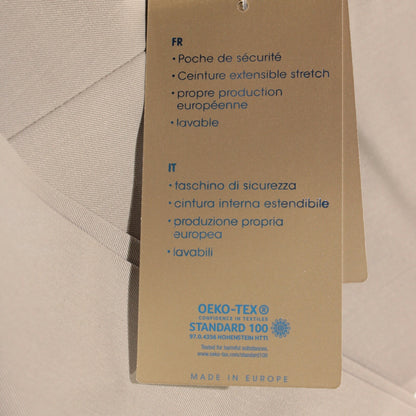 FR
• Poche de sécurité
• Ceinture extensible stretch
• propre production
européenne
• lavable
IT
• faschino di sicurezza
• cintura interna estendibile
• produzione propria
europea
• lavabili
OEKO-TEX®
CONFIDENCE IN TEXTILES
STANDARD 100
97.0.4356 HOHENSTEIN HTTI
Tested for harmful substances.
www.oeko-tex.com/standard100
MADE IN EUROPE